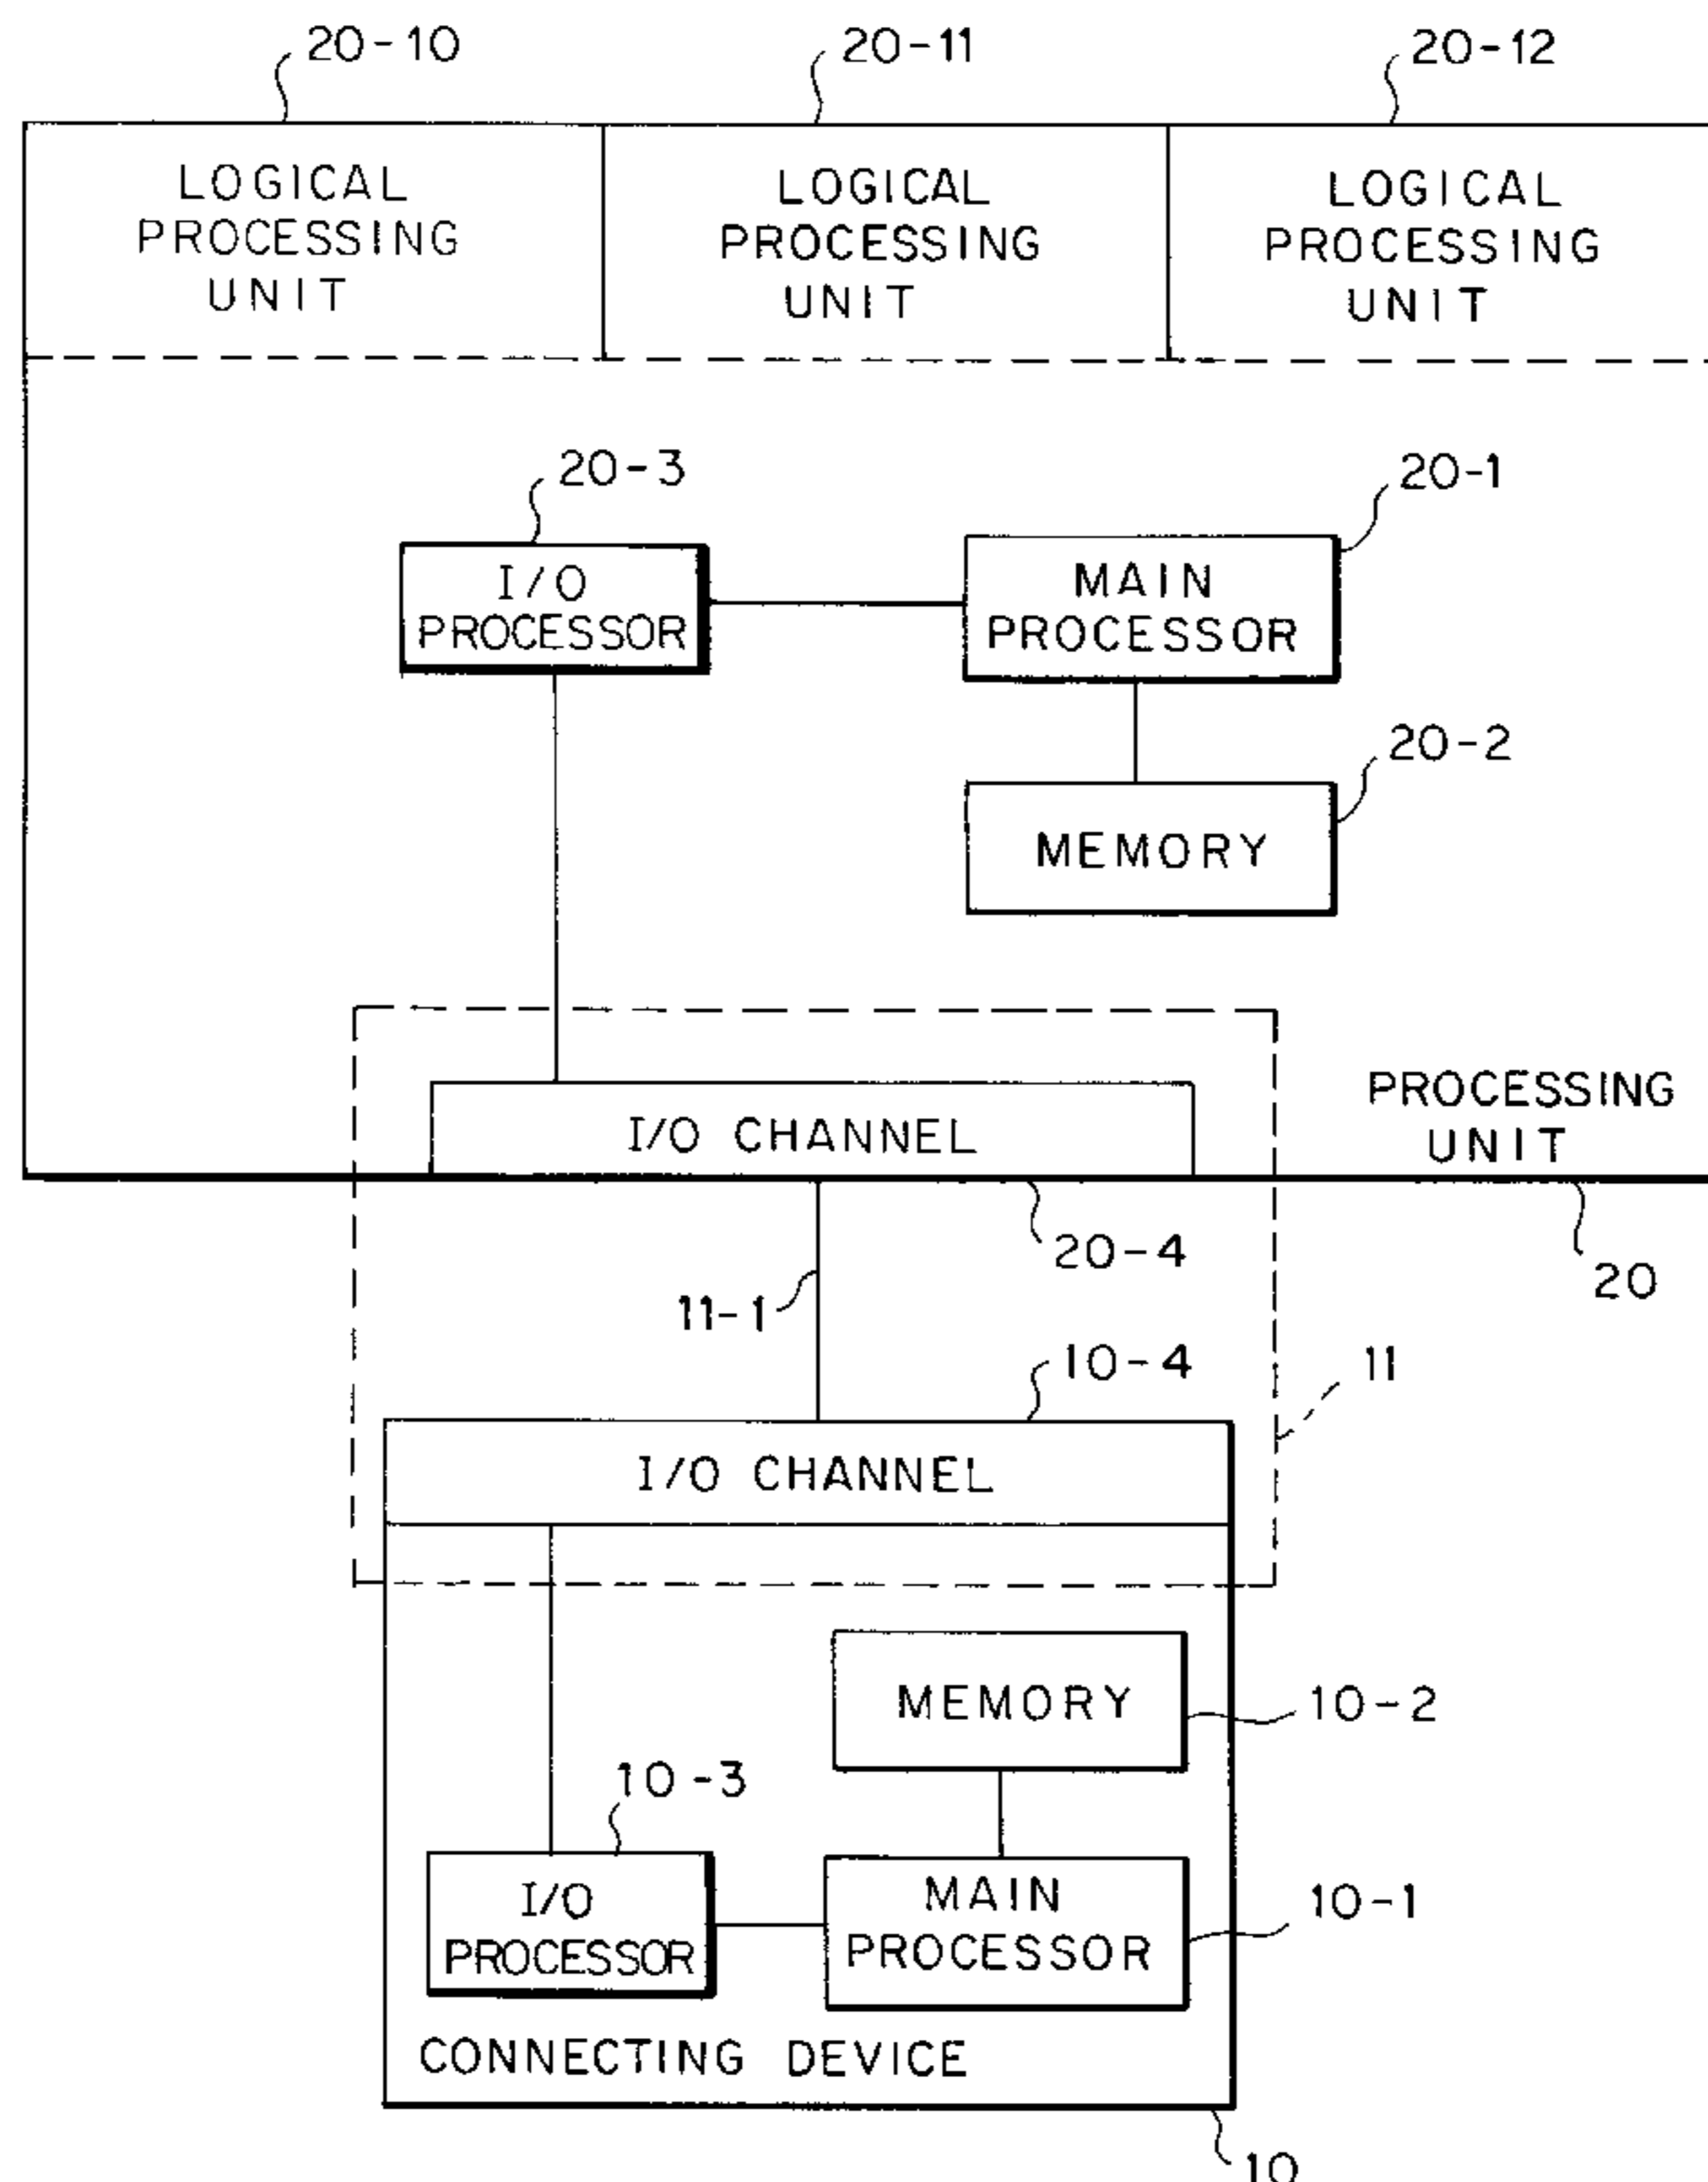 20-10
20-11
20-12
LOGICAL
PROCESSING
UNIT
LOGICAL
PROCESSING
UNIT
LOGICAL
PROCESSING
UNIT
20-3
20-1
I/O
PROCESSOR
MAIN
PROCESSOR
20-2
MEMORY
PROCESSING
UNIT
I/O CHANNEL
20-4
20
11-1
10-4
11
I/O CHANNEL
MEMORY
10-2
10-3
I/O
PROCESSOR
MAIN
PROCESSOR
10-1
CONNECTING DEVICE
10